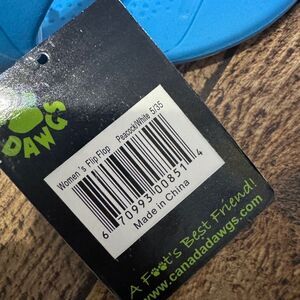 DAWGS
Women's Flip Flop Peacock/White 5/35
6 70993 00851 4
Made in China
A Foot's Best Friend!
www.canadadawgs.com